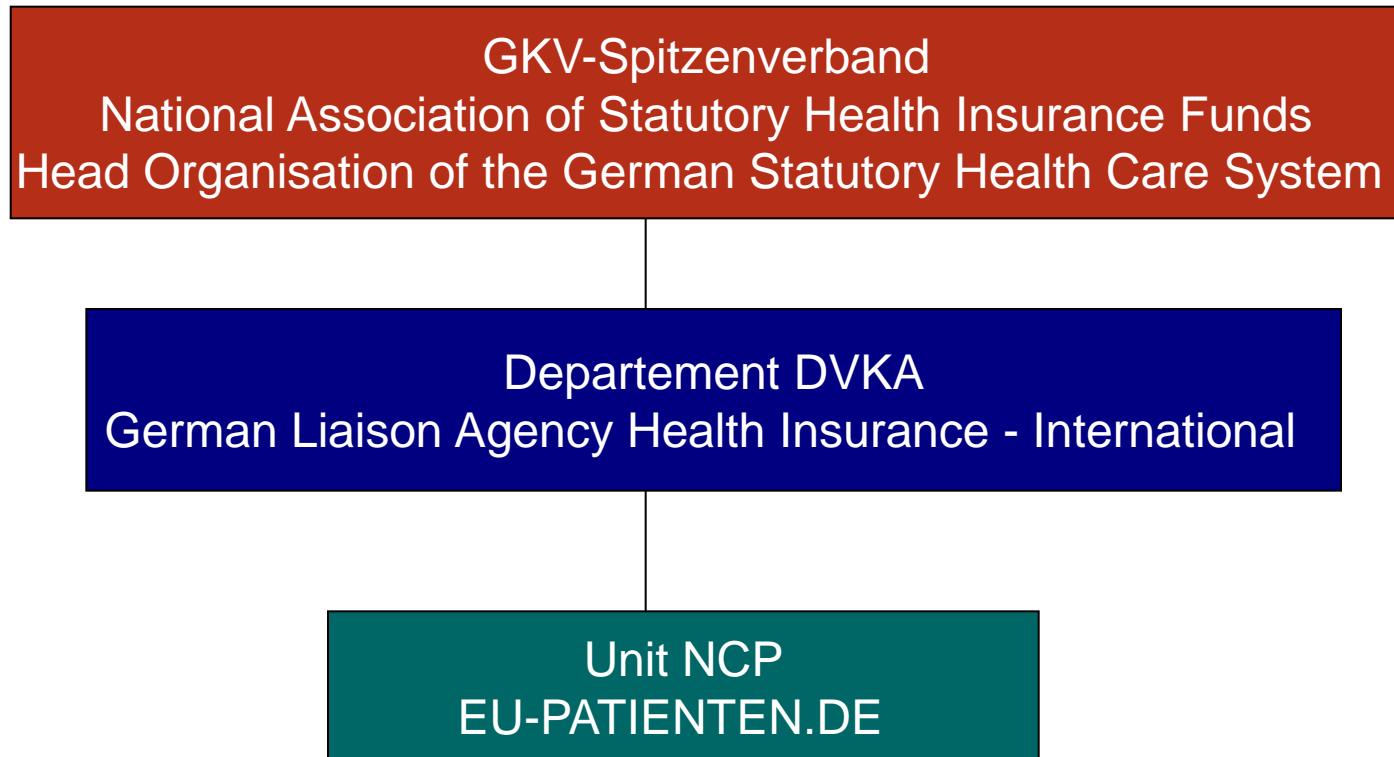 GKV-Spitzenverband
National Association of Statutory Health Insurance Funds
Head Organisation of the German Statutory Health Care System
Departement DVKA
German Liaison Agency Health Insurance - International
Unit NCP
EU-PATIENTEN.DE